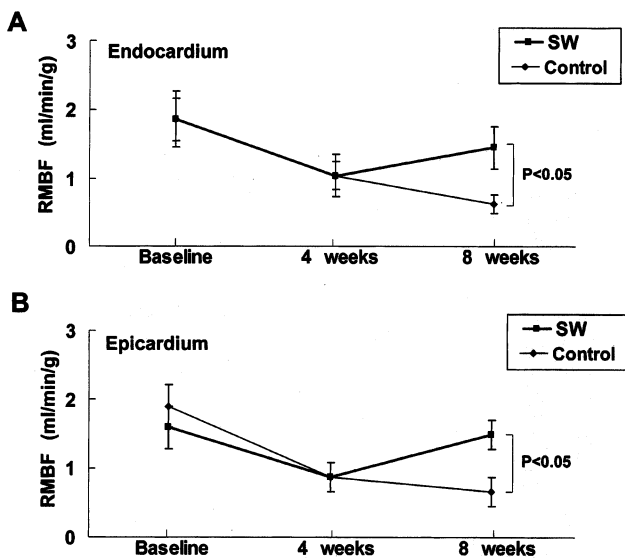 A
3
Endocardium
SW
Control
RMBF (ml/min/g)
2
1
0
P<0.05
Baseline
4 weeks
8 weeks
B
3
Epicardium
SW
Control
RMBF (ml/min/g)
2
1
0
P<0.05
Baseline
4 weeks
8 weeks